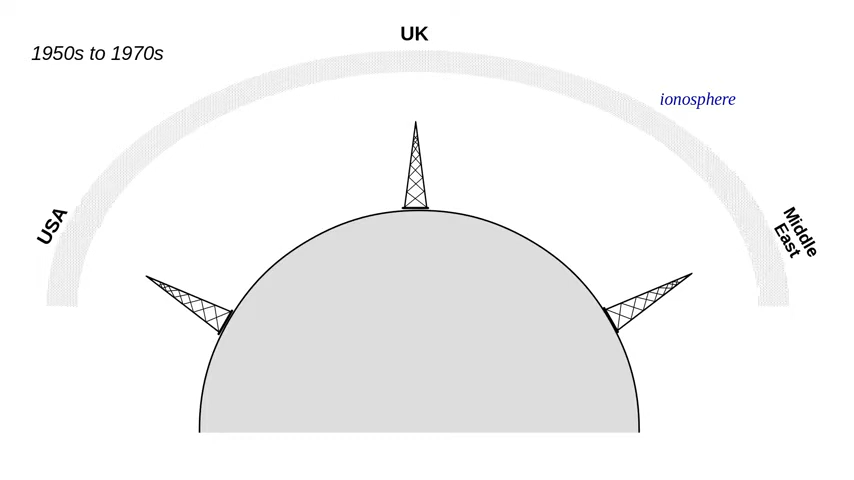 UK
1950s to 1970s
ionosphere
USA
Middle
East